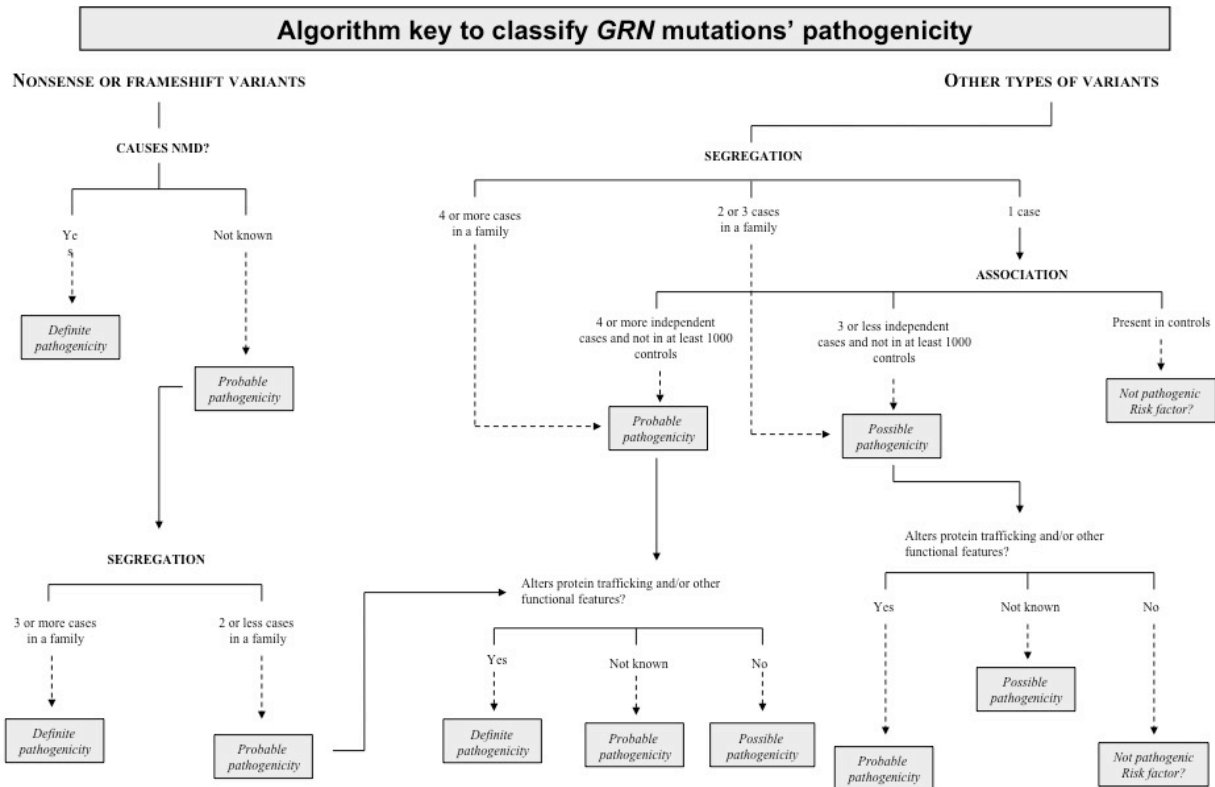 Algorithm key to classify GRN mutations' pathogenicity
NONSENSE OR FRAMESHIFT VARIANTS
OTHER TYPES OF VARIANTS
CAUSES NMD?
SEGREGATION
4 or more cases
in a family
2 or 3 cases
in a family
1 case
Ye
s
Not known
ASSOCIATION
Definite
pathogenicity
4 or more independent
cases and not in at least 1000
controls
3 or less independent
cases and not in at least 1000
controls
Present in controls
Probable
pathogenicity
Probable
pathogenicity
Possible
pathogenicity
Not pathogenic
Risk factor?
SEGREGATION
Alters protein trafficking and/or other
functional features?
Alters protein trafficking and/or other
functional features?
3 or more cases
in a family
2 or less cases
in a family
Yes
Not known
No
Yes
Not known
No
Definite
pathogenicity
Probable
pathogenicity
Definite
pathogenicity
Probable
pathogenicity
Possible
pathogenicity
Possible
pathogenicity
Probable
pathogenicity
Not pathogenic
Risk factor?